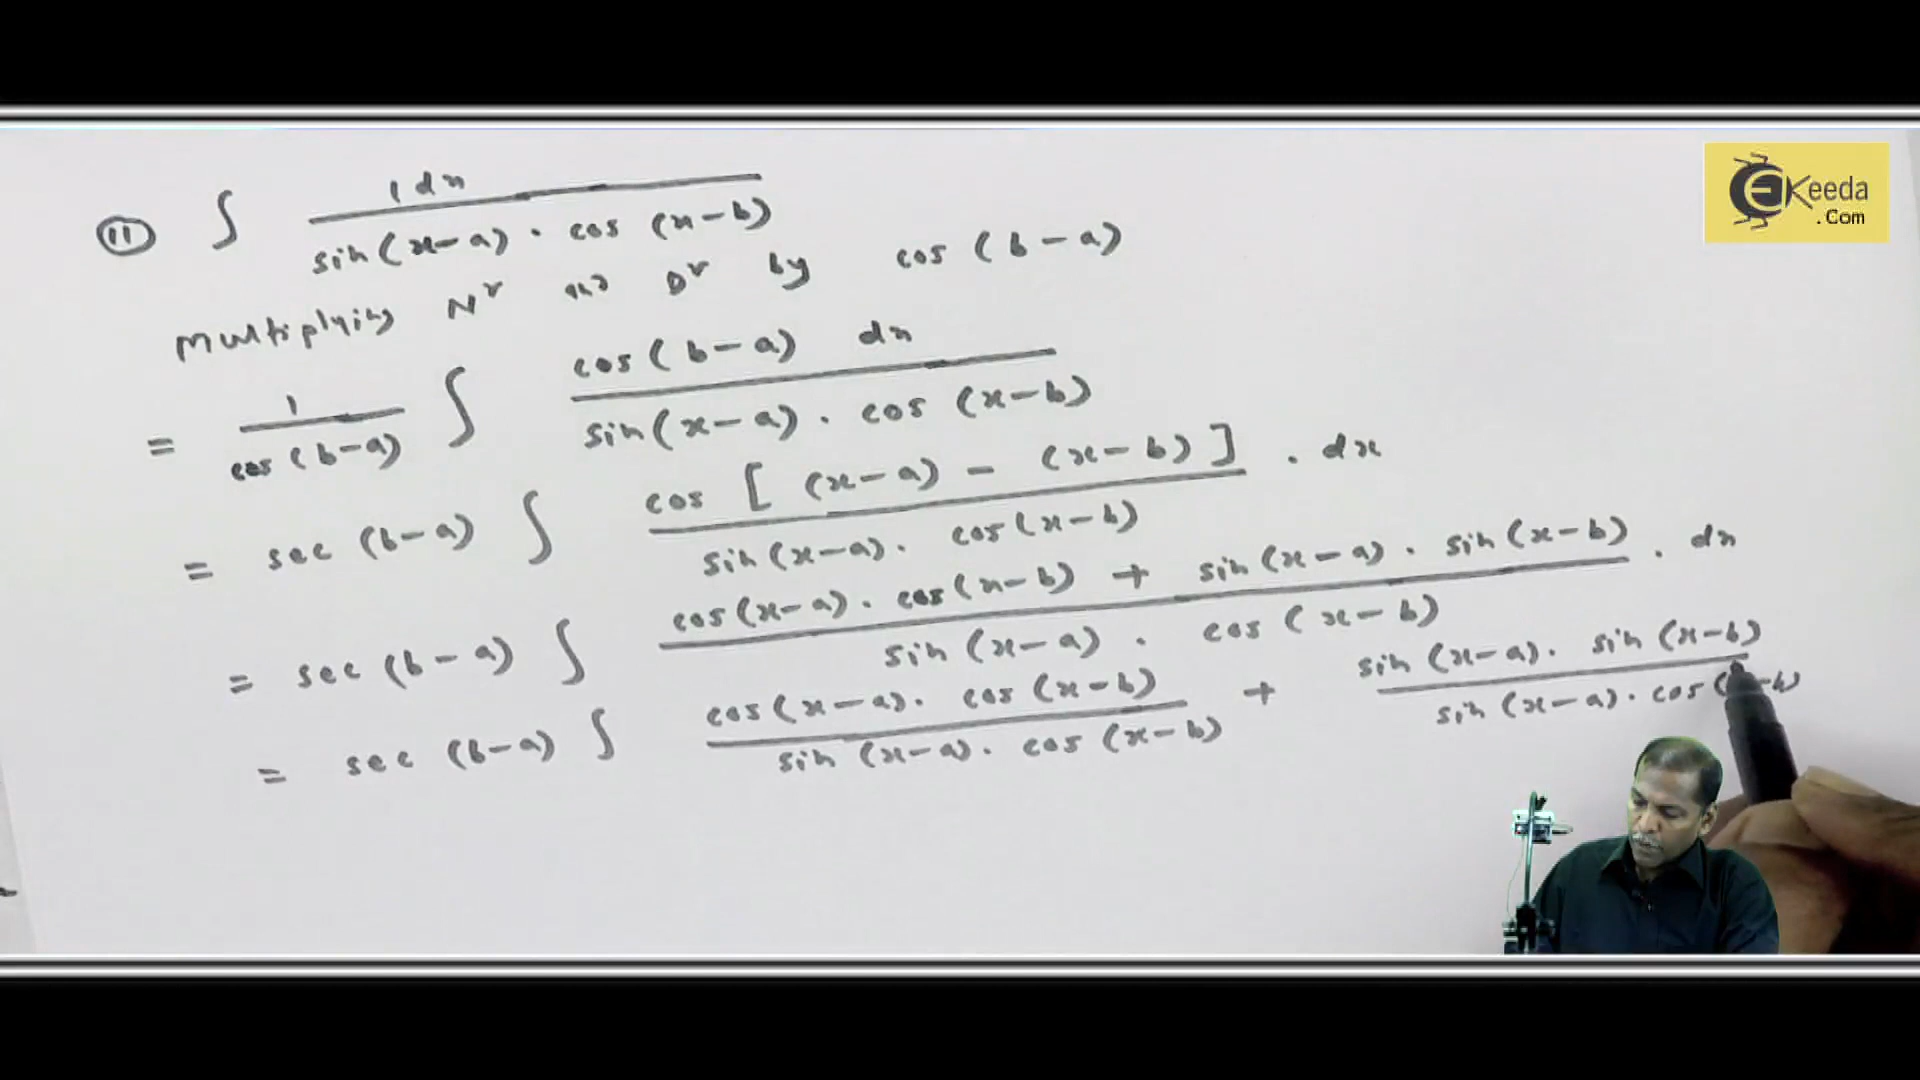 EKeeda
.Com
(11) ∫ 1dx / sin(x-a) · cos(x-b)
Multiplying Nʳ and Dʳ by cos(b-a)
= 1/cos(b-a) ∫ cos(b-a) dx / sin(x-a) · cos(x-b)
= sec(b-a) ∫ cos[(x-a) - (x-b)] / sin(x-a) · cos(x-b) · dx
= sec(b-a) ∫ cos(x-a) · cos(x-b) + sin(x-a) · sin(x-b) / sin(x-a) · cos(x-b) · dx
= sec(b-a) ∫ cos(x-a) · cos(x-b) / sin(x-a) · cos(x-b) + sin(x-a) · sin(x-b) / sin(x-a) · cos(